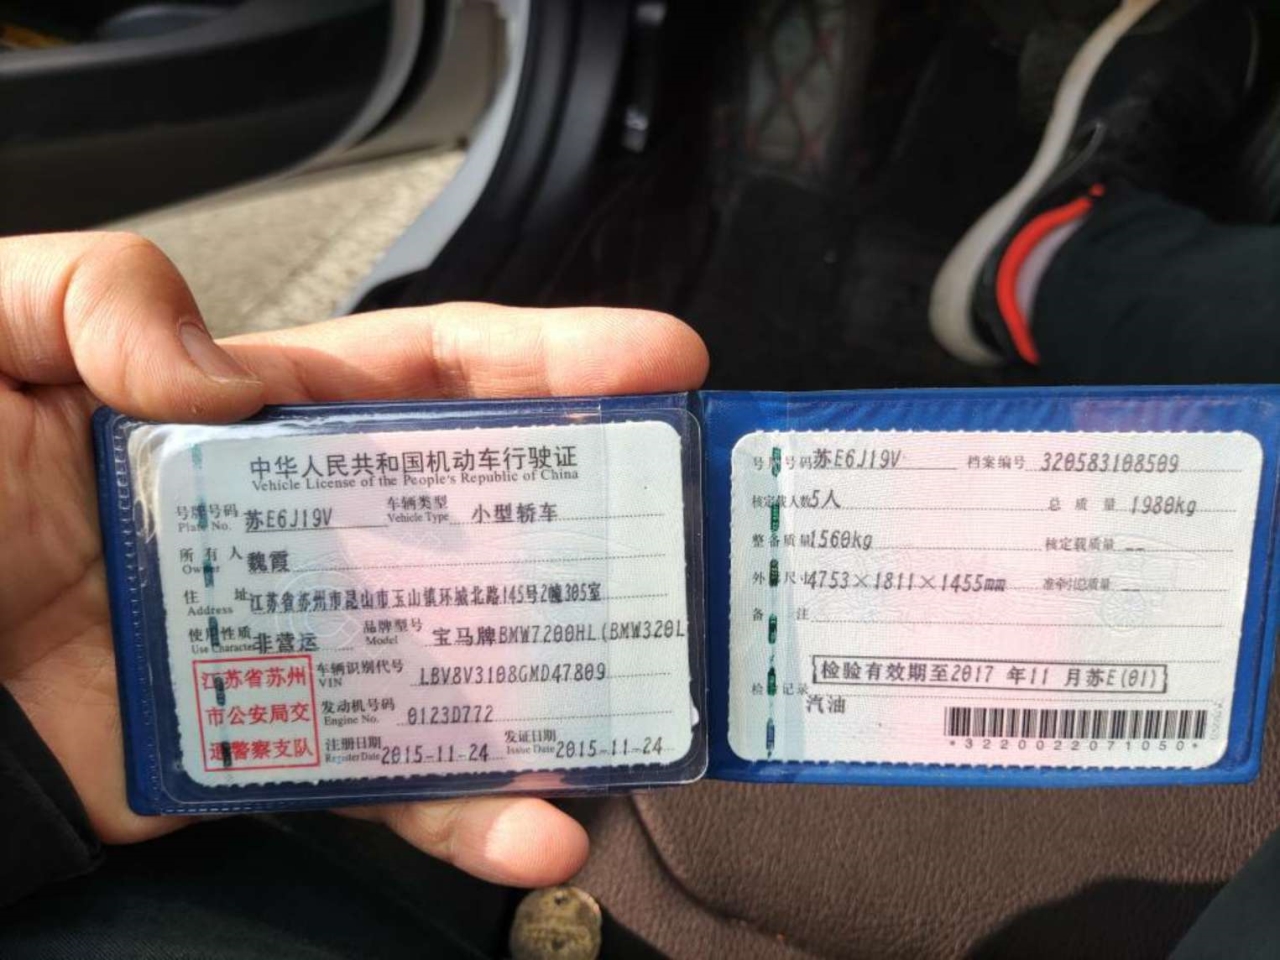 中华人民共和国机动车行驶证
Vehicle License of the People's Republic of China
号牌号码 苏E6J19V 车辆类型 小型轿车
Plate No. Vehicle Type
所有人 魏霞
Owner
住址 江苏省苏州市昆山市玉山镇环城北路145号2幢305室
Address
使用性质 非营运 品牌型号 宝马牌BMW7200HL(BMW320L
Use Character Model
江苏省苏州
市公安局交
通警察支队
车辆识别代号 LBV8V3108GMD47809
VIN
发动机号码 0123D772
Engine No.
注册日期 2015-11-24 发证日期 2015-11-24
Register Date Issue Date
号牌号码 苏E6J19V 档案编号 320583108509
核定载人数 5人 总质量 1980kg
整备质量 1560kg 核定载质量 --
外廓尺寸 4753×1811×1455mm 准牵引总质量 --
备注
检验有效期至2017年11月苏E(01)
检验记录
汽油
*3220022071050*